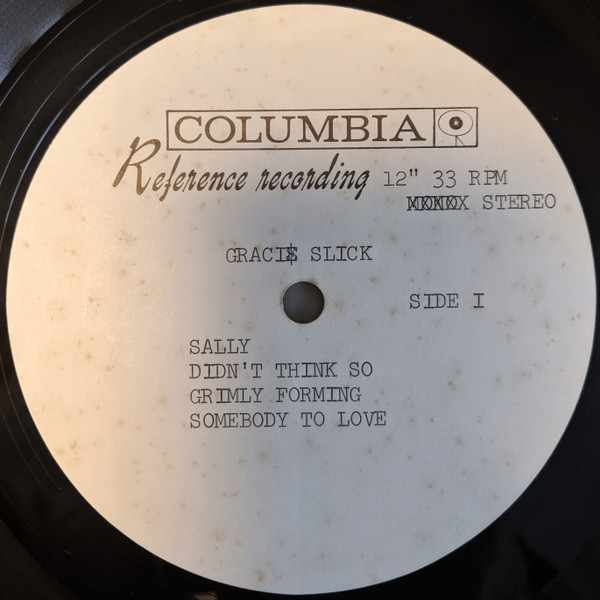 COLUMBIA
Reference recording 12" 33 RPM
STEREO
GRACI$ SLICK
SIDE I
SALLY
DIDN'T THINK SO
GRIMLY FORMING
SOMEBODY TO LOVE